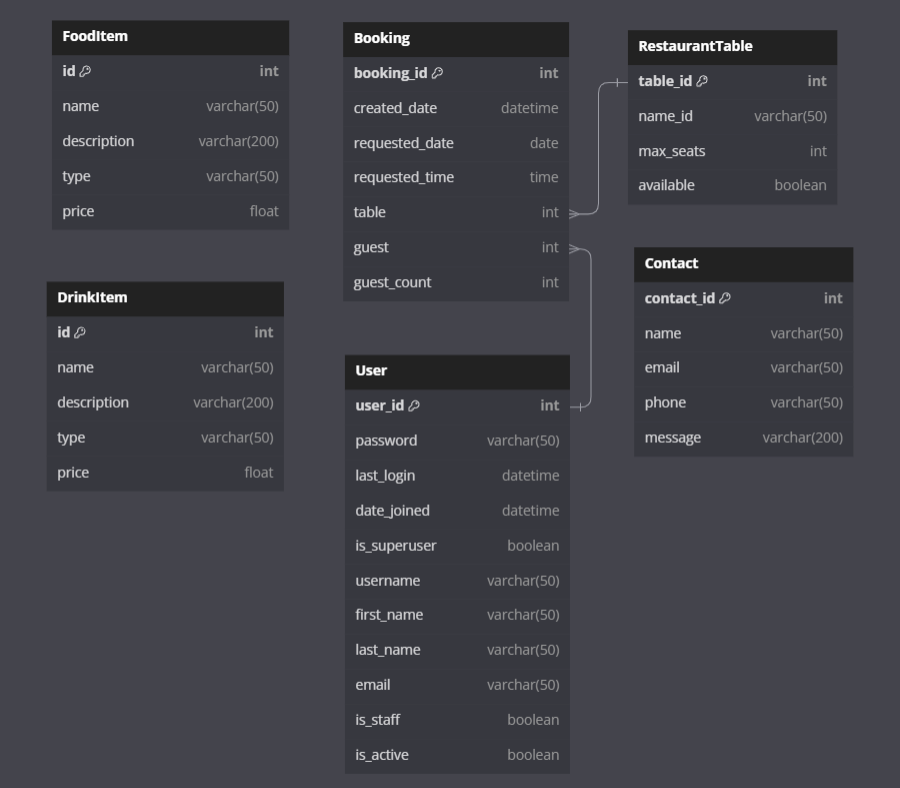 FoodItem
id int
name varchar(50)
description varchar(200)
type varchar(50)
price float
Booking
booking_id int
created_date datetime
requested_date date
requested_time time
table int
guest int
guest_count int
RestaurantTable
table_id int
name_id varchar(50)
max_seats int
available boolean
DrinkItem
id int
name varchar(50)
description varchar(200)
type varchar(50)
price float
User
user_id int
password varchar(50)
last_login datetime
date_joined datetime
is_superuser boolean
username varchar(50)
first_name varchar(50)
last_name varchar(50)
email varchar(50)
is_staff boolean
is_active boolean
Contact
contact_id int
name varchar(50)
email varchar(50)
phone varchar(50)
message varchar(200)